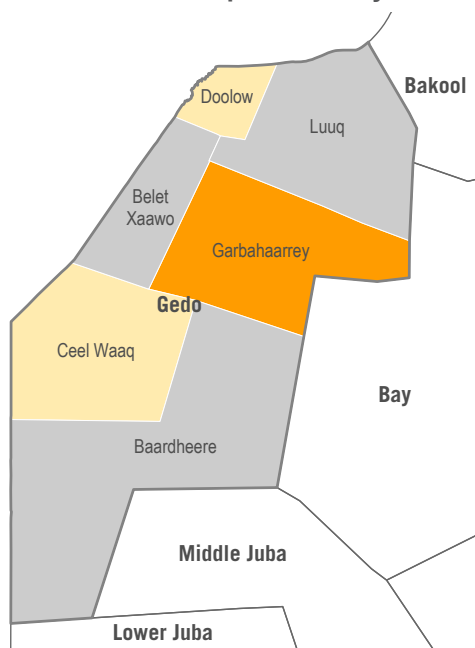 Bakool
Doolow
Luuq
Belet
Xaawo
Garbahaarrey
Gedo
Ceel Waaq
Bay
Baardheere
Middle Juba
Lower Juba